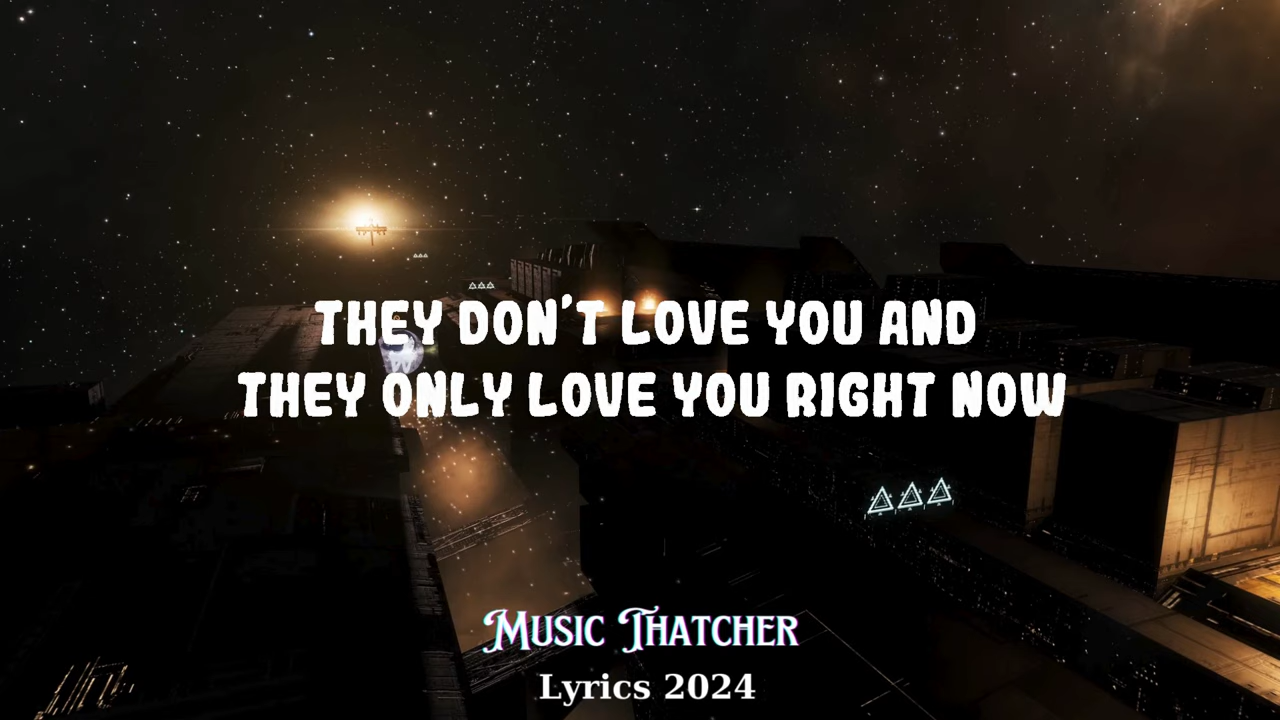 THEY DON'T LOVE YOU AND
THEY ONLY LOVE YOU RIGHT NOW
MUSIC THATCHER
Lyrics 2024